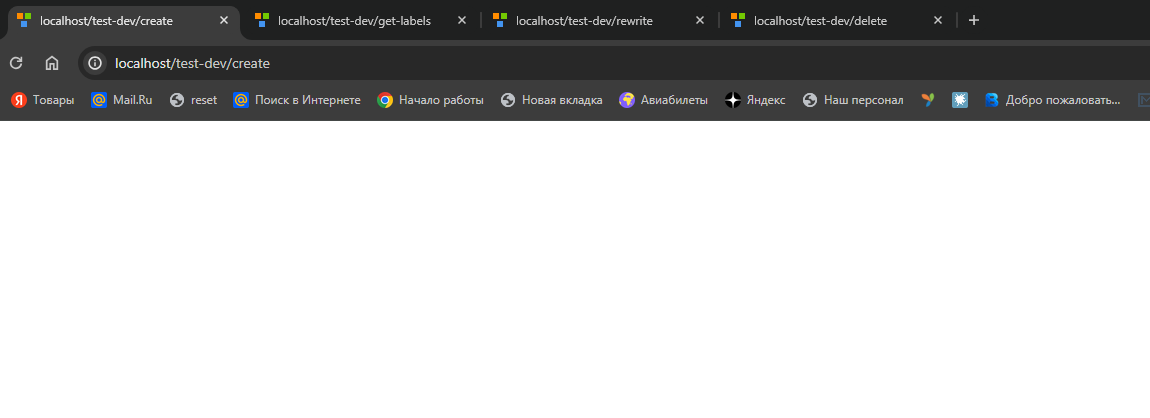 localhost/test-dev/create localhost/test-dev/get-labels localhost/test-dev/rewrite localhost/test-dev/delete
localhost/test-dev/create
Товары Mail.Ru reset Поиск в Интернете Начало работы Новая вкладка Авиабилеты Яндекс Наш персонал Добро пожаловать...